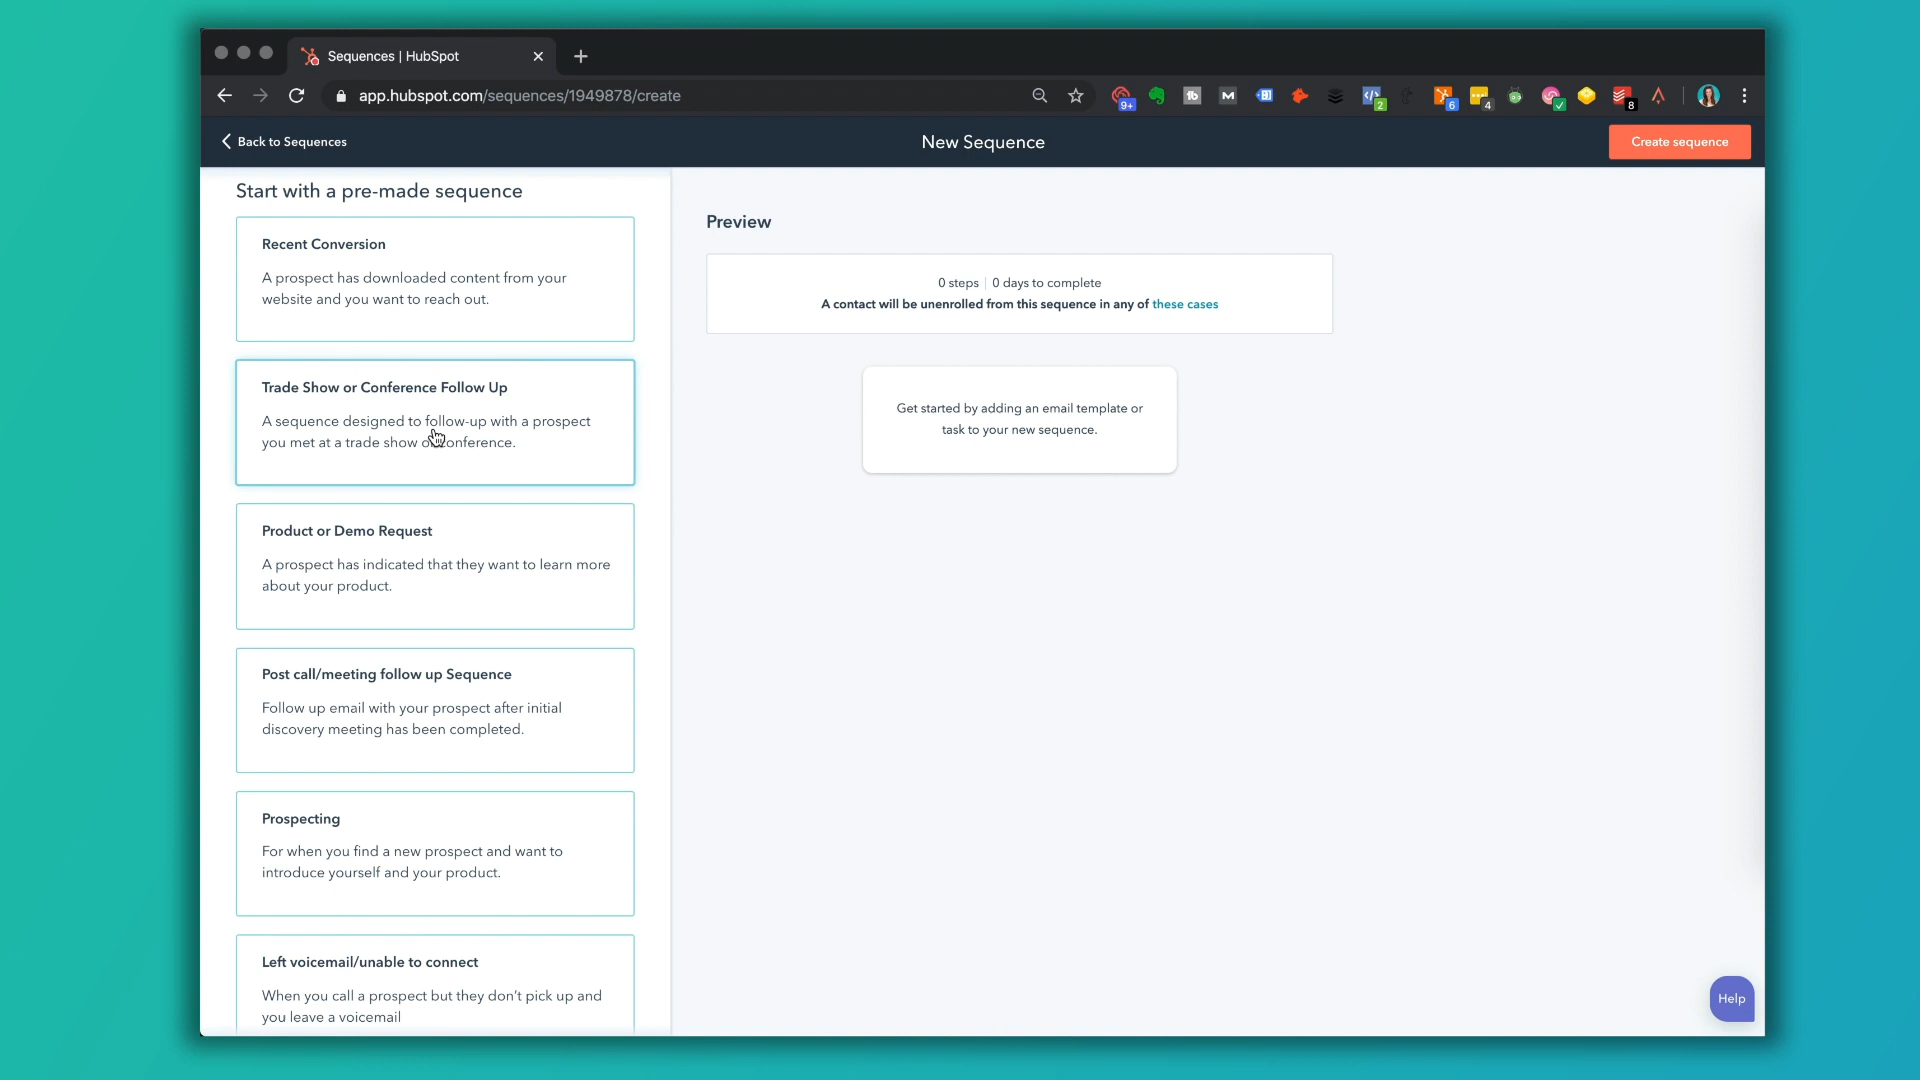 Sequences | HubSpot
app.hubspot.com/sequences/1949878/create
9+
2
6
4
8
Back to Sequences
New Sequence
Create sequence
Start with a pre-made sequence
Recent Conversion
A prospect has downloaded content from your
website and you want to reach out.
Trade Show or Conference Follow Up
A sequence designed to follow-up with a prospect
you met at a trade show or conference.
Product or Demo Request
A prospect has indicated that they want to learn more
about your product.
Post call/meeting follow up Sequence
Follow up email with your prospect after initial
discovery meeting has been completed.
Prospecting
For when you find a new prospect and want to
introduce yourself and your product.
Left voicemail/unable to connect
When you call a prospect but they don't pick up and
you leave a voicemail
Preview
0 steps | 0 days to complete
A contact will be unenrolled from this sequence in any of these cases
Get started by adding an email template or
task to your new sequence.
Help